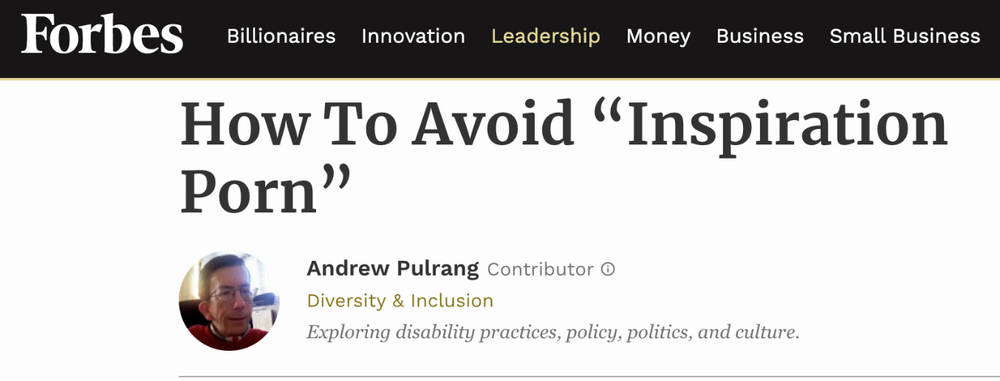 Forbes Billionaires Innovation Leadership Money Business Small Business
How To Avoid “Inspiration
Porn”
Andrew Pulrang Contributor
Diversity & Inclusion
Exploring disability practices, policy, politics, and culture.